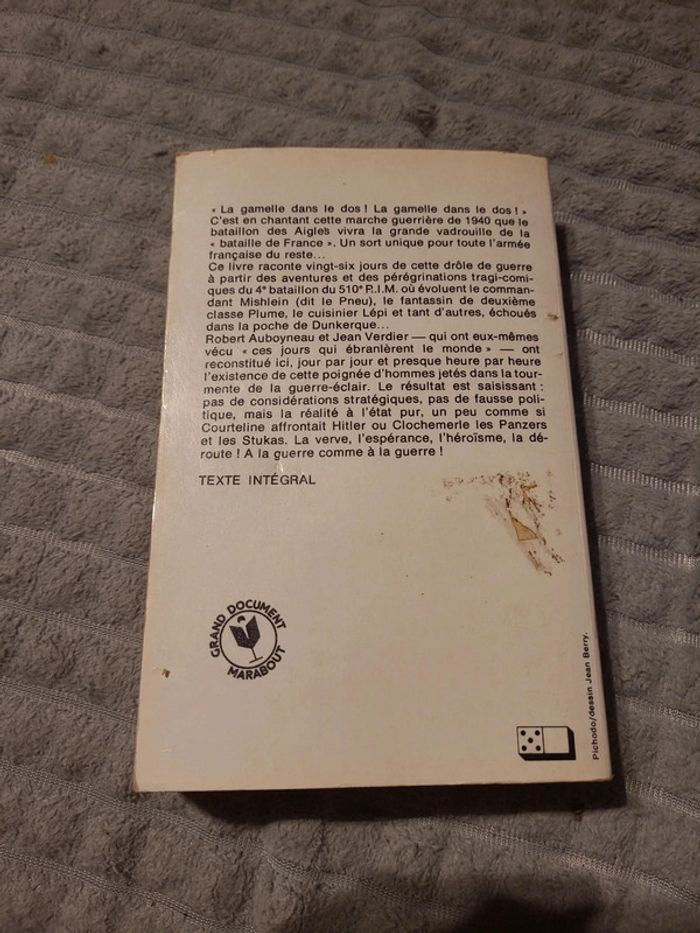 « La gamelle dans le dos ! La gamelle dans le dos ! »
C'est en chantant cette marche guerrière de 1940 que le
bataillon des Aigles vivra la grande vadrouille de la
« bataille de France ». Un sort unique pour toute l'armée
française du reste...
Ce livre raconte vingt-six jours de cette drôle de guerre
à partir des aventures et des pérégrinations tragi-comi-
ques du 4e bataillon du 510e R.I.M. où évoluent le comman-
dant Mishlein (dit le Pneu), le fantassin de deuxième
classe Plume, le cuisinier Lépi et tant d'autres, échoués
dans la poche de Dunkerque...
Robert Auboyneau et Jean Verdier — qui ont eux-mêmes
vécu « ces jours qui ébranlèrent le monde » — ont
reconstitué ici, jour par jour et presque heure par heure
l'existence de cette poignée d'hommes jetés dans la tour-
mente de la guerre-éclair. Le résultat est saisissant :
pas de considérations stratégiques, pas de fausse poli-
tique, mais la réalité à l'état pur, un peu comme si
Courteline affrontait Hitler ou Clochemerle les Panzers
et les Stukas. La verve, l'espérance, l'héroïsme, la dé-
route ! A la guerre comme à la guerre !
TEXTE INTÉGRAL
GRAND DOCUMENT
MARABOUT
Pichodo/dessin Jean Berry.